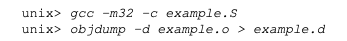 unix> gcc -m32 -c example.S
unix> objdump -d example.o > example.d